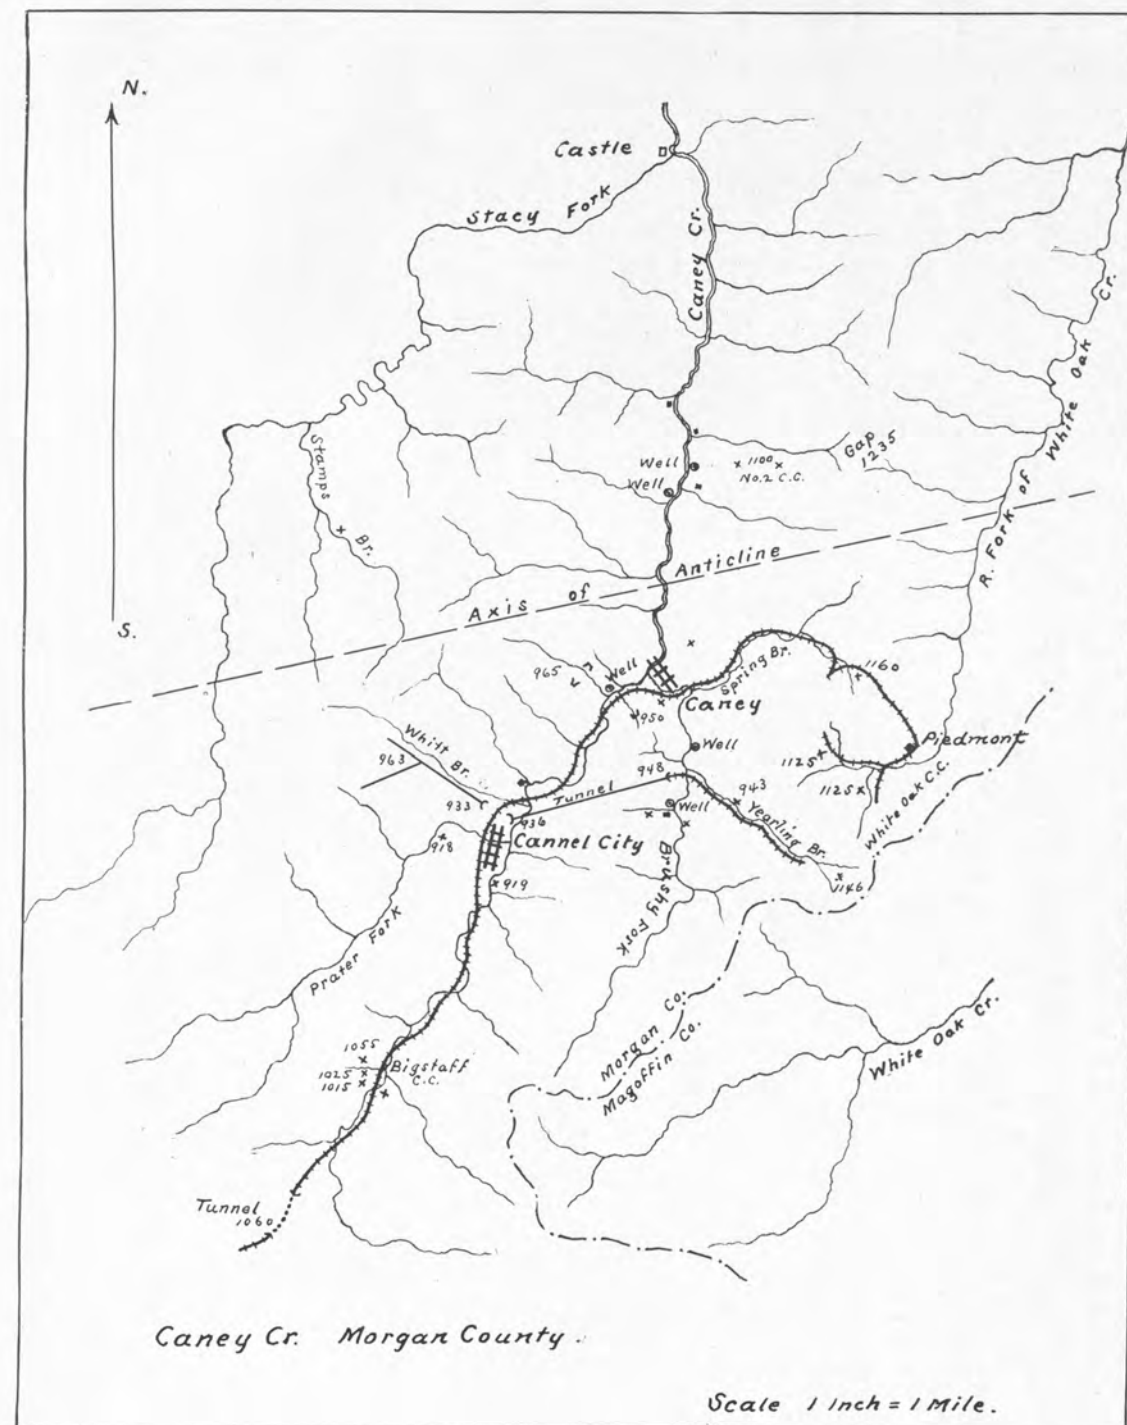 N.
Castle
Stacy Fork
Caney Cr.
R. Fork of White Oak Cr.
Gap
1235
Stamps Br.
Well
1100
No. 2 C.C.
Well
Axis of Anticline
S.
965
Well
Spring Br.
1160
Caney
950
Piedmont
White Br.
Well
963
948
1125
943
1125
White Oak C.C.
Tunnel
933
936
Well
Yearling Br.
918
Cannel City
919
1146
Brushy Fork
Prater Fork
Morgan Co.
Magoffin Co.
White Oak Cr.
1055
1025
1015
Bigstaff
C.C.
Tunnel
1060
Caney Cr. Morgan County.
Scale 1 Inch = 1 Mile.